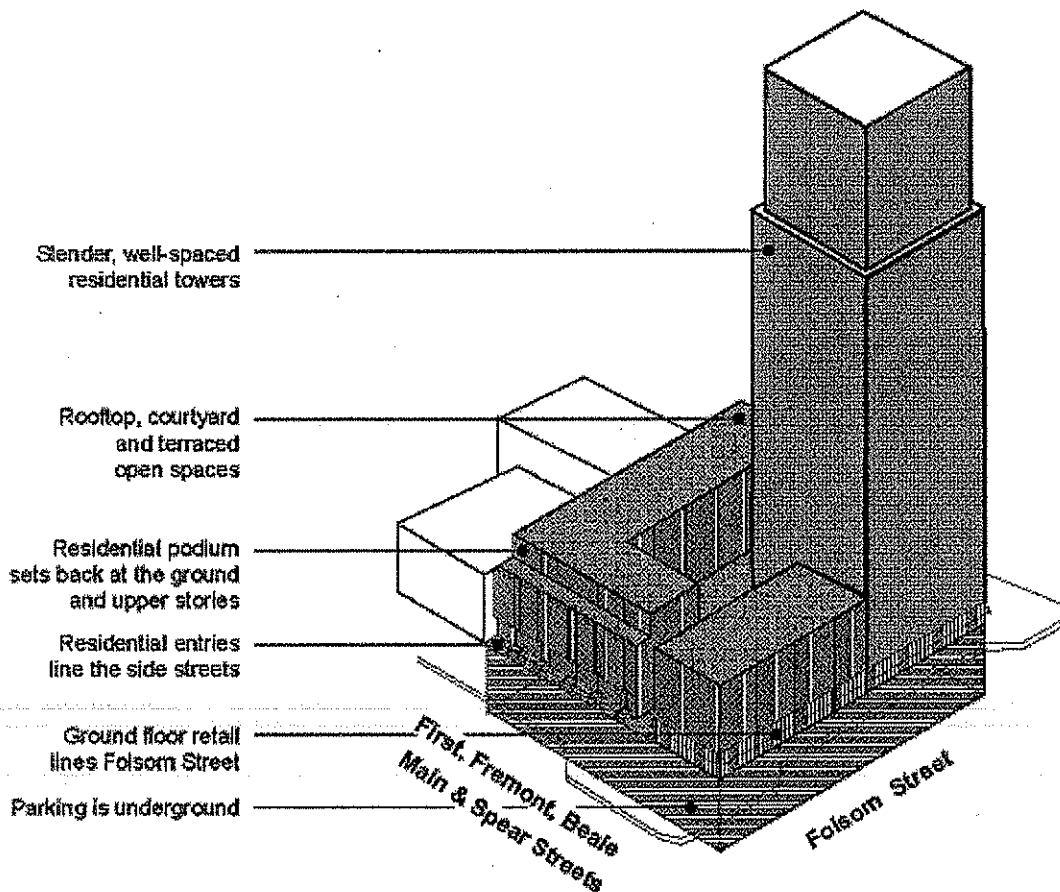 Slender, well-spaced
residential towers
Rooftop, courtyard
and terraced
open spaces
Residential podium
sets back at the ground
and upper stories
Residential entries
line the side streets
Ground floor retail
lines Folsom Street
Parking is underground
First, Fremont, Beale
Main & Spear Streets
Folsom Street